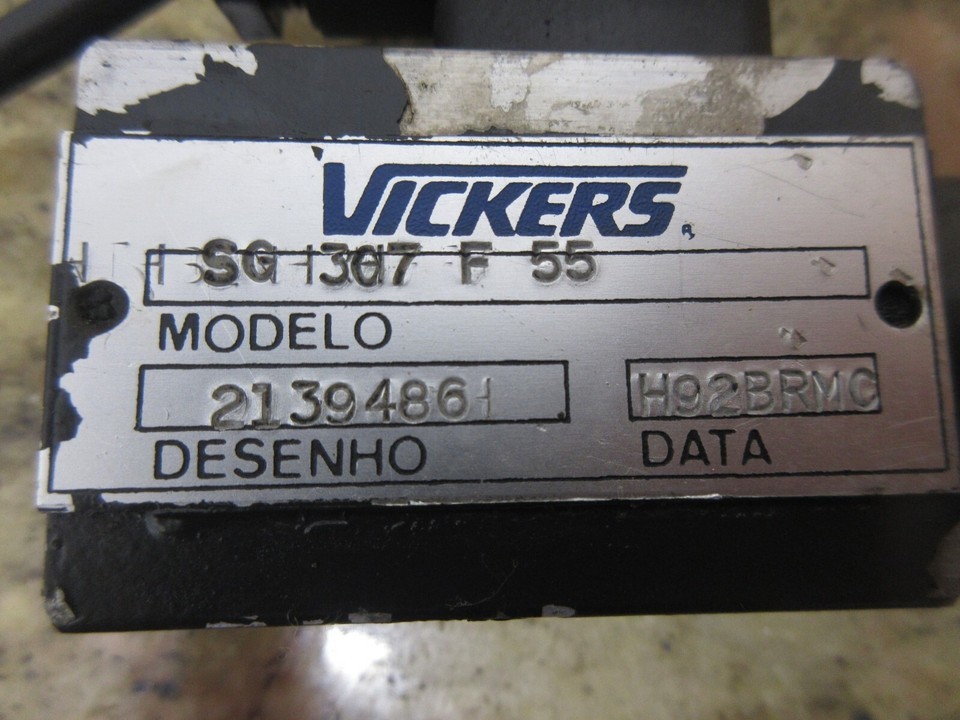 VICKERS
SG 307 F 55
MODELO
2139486 H92BRMC
DESENHO DATA